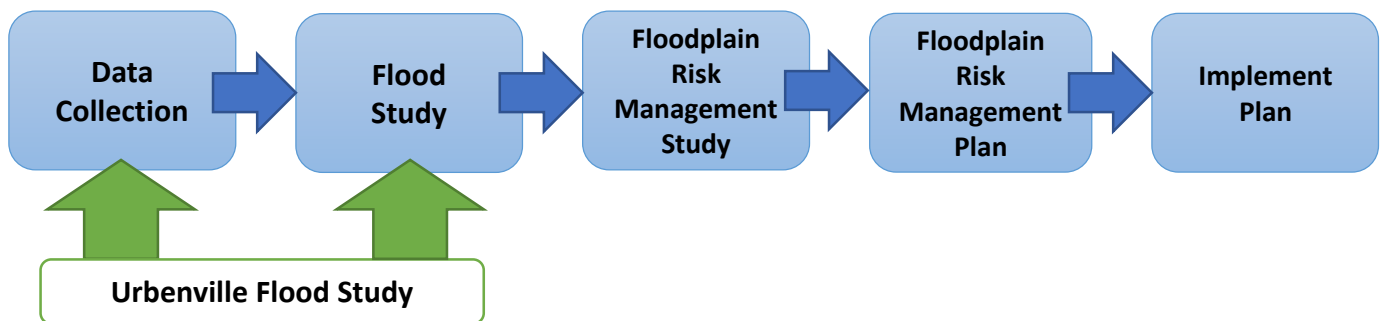 Data
Collection
Flood
Study
Floodplain
Risk
Management
Study
Floodplain
Risk
Management
Plan
Implement
Plan
Urbenville Flood Study